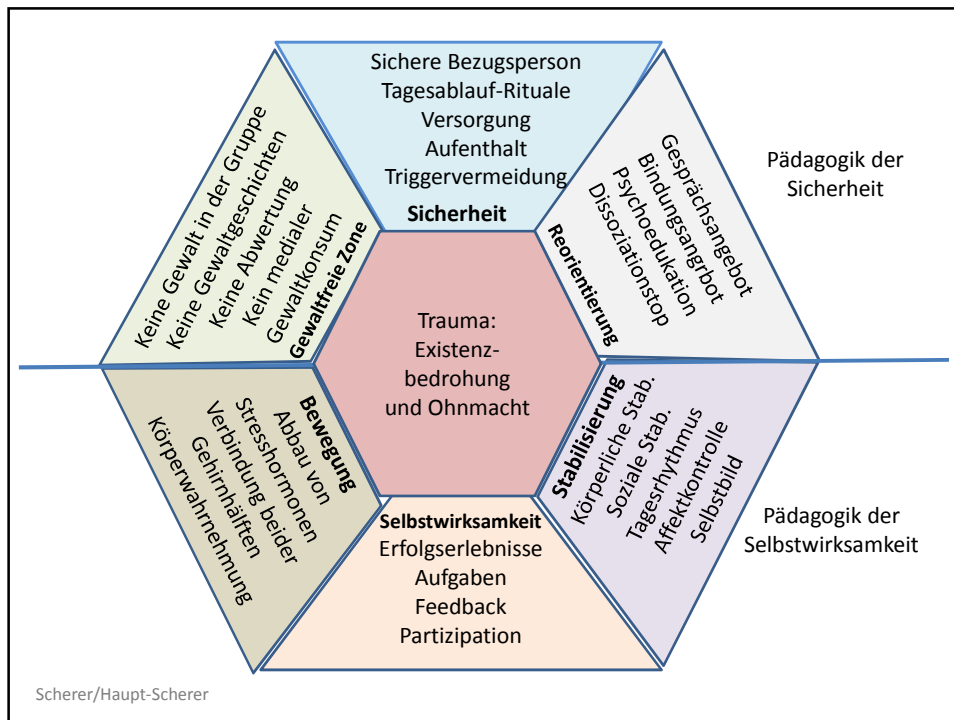 Sichere Bezugsperson
Tagesablauf-Rituale
Versorgung
Aufenthalt
Triggervermeidung
Sicherheit
Keine Gewalt in der Gruppe
Keine Gewaltgeschichten
Keine Abwertung
Kein medialer
Gewaltkonsum
Gewaltfreie Zone
Gesprächsangebot
Bindungsangrbot
Psychoedukation
Dissoziationstop
Reorientierung
Pädagogik der
Sicherheit
Trauma:
Existenz-
bedrohung
und Ohnmacht
Bewegung
Abbau von
Stresshormonen
Verbindung beider
Gehirnhälften
Körperwahrnehmung
Selbstwirksamkeit
Erfolgserlebnisse
Aufgaben
Feedback
Partizipation
Stabilisierung
Körperliche Stab.
Soziale Stab.
Tagesrhythmus
Affektkontrolle
Selbstbild
Pädagogik der
Selbstwirksamkeit
Scherer/Haupt-Scherer